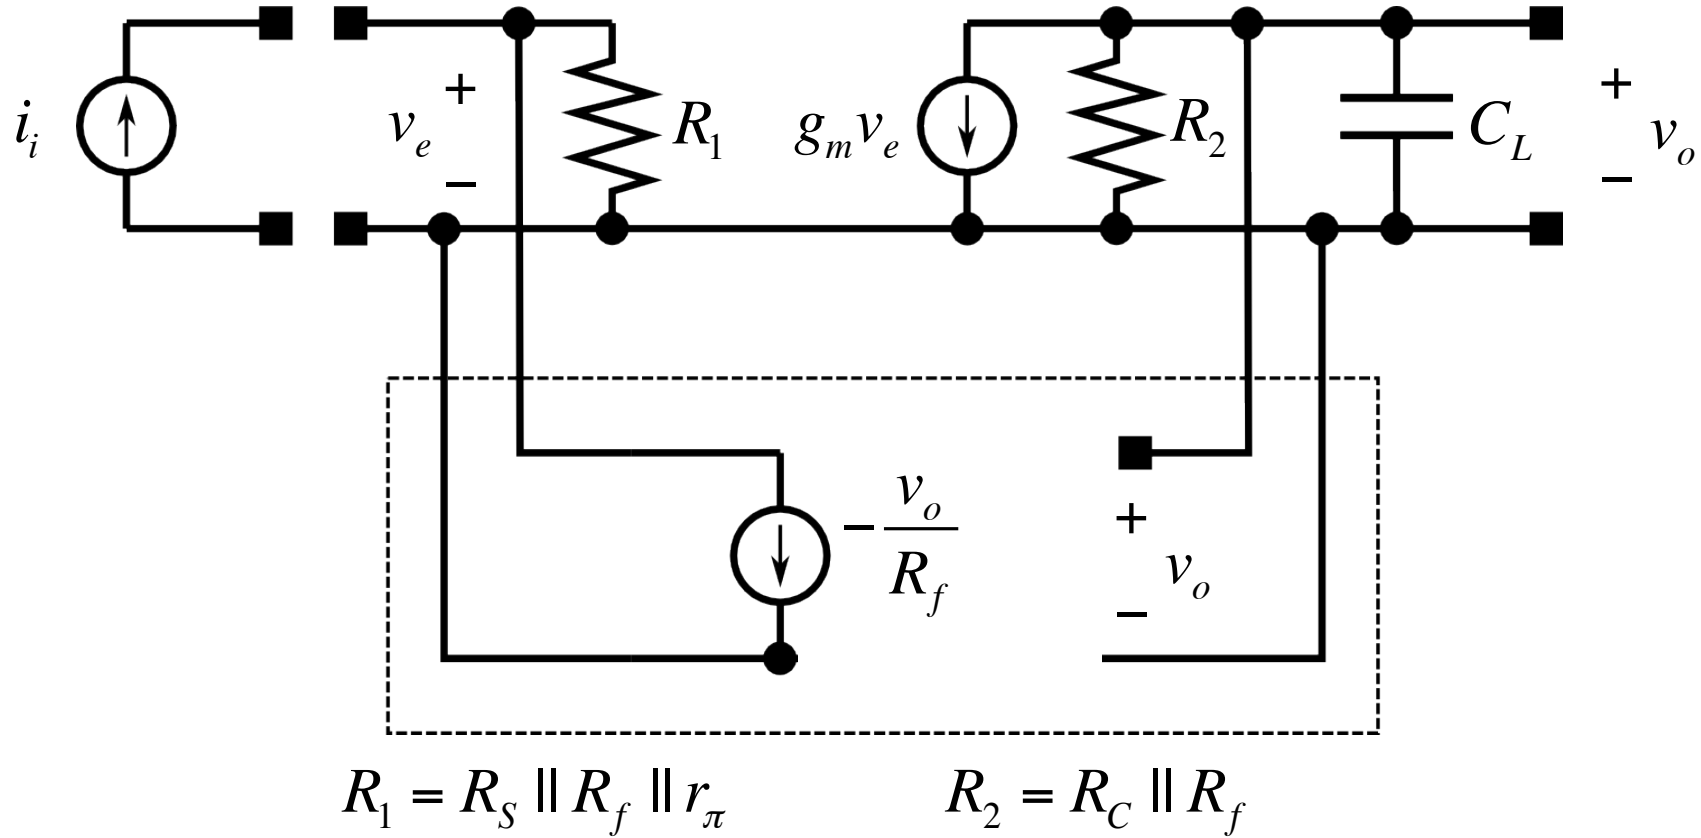 i_i
+
v_e
−
R_1
g_m v_e
R_2
C_L
+
v_o
−
− v_o / R_f
+
v_o
−
R_1 = R_S || R_f || r_π
R_2 = R_C || R_f